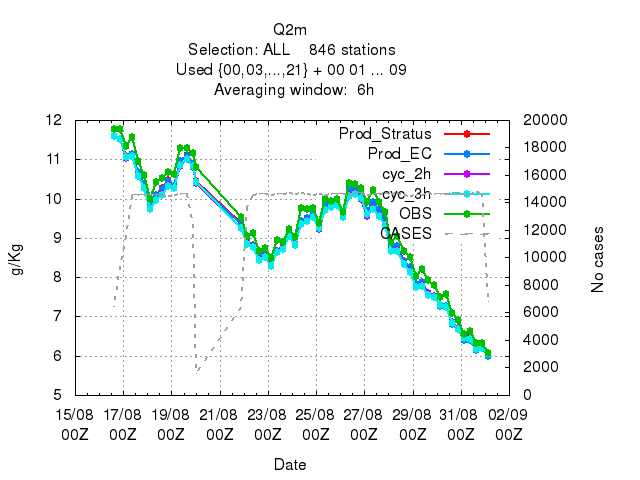 Q2m
Selection: ALL    846 stations
Used {00,03,...,21} + 00 01 ... 09
Averaging window:  6h
12
11
10
9
8
7
6
5
g/Kg
20000
18000
16000
14000
12000
10000
8000
6000
4000
2000
0
No cases
Prod_Stratus
Prod_EC
cyc_2h
cyc_3h
OBS
CASES
15/08 17/08 19/08 21/08 23/08 25/08 27/08 29/08 31/08 02/09
00Z 00Z 00Z 00Z 00Z 00Z 00Z 00Z 00Z 00Z
Date